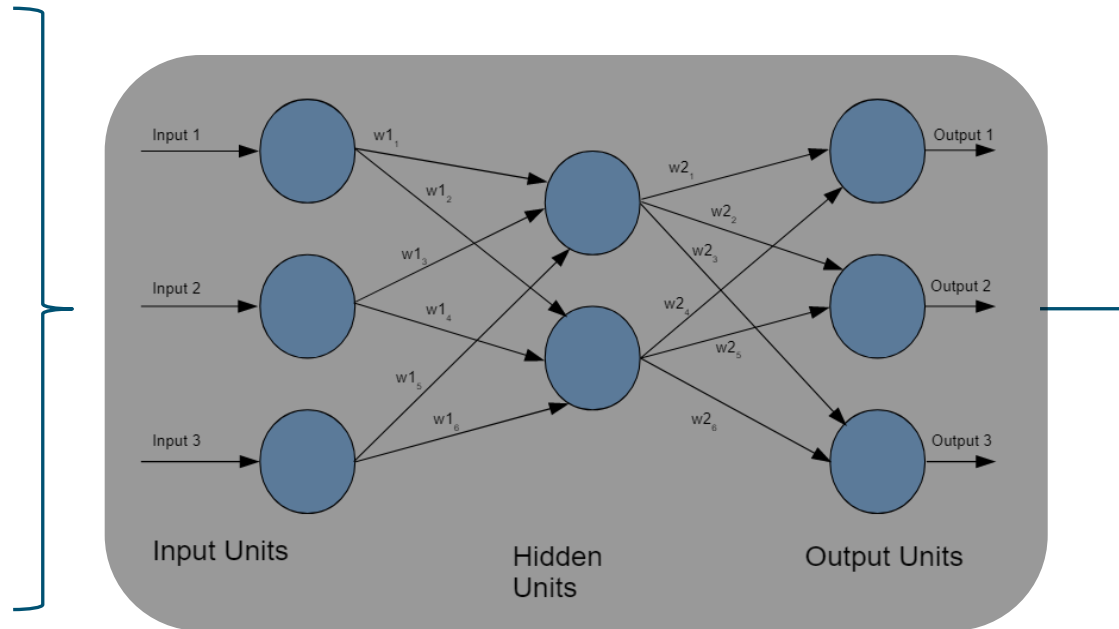 Input 1
w1₁
w1₂
w2₁
w2₂
Output 1
Input 2
w1₃
w1₄
w2₃
w2₄
w2₅
Output 2
Input 3
w1₅
w1₆
w2₆
Output 3
Input Units
Hidden
Units
Output Units